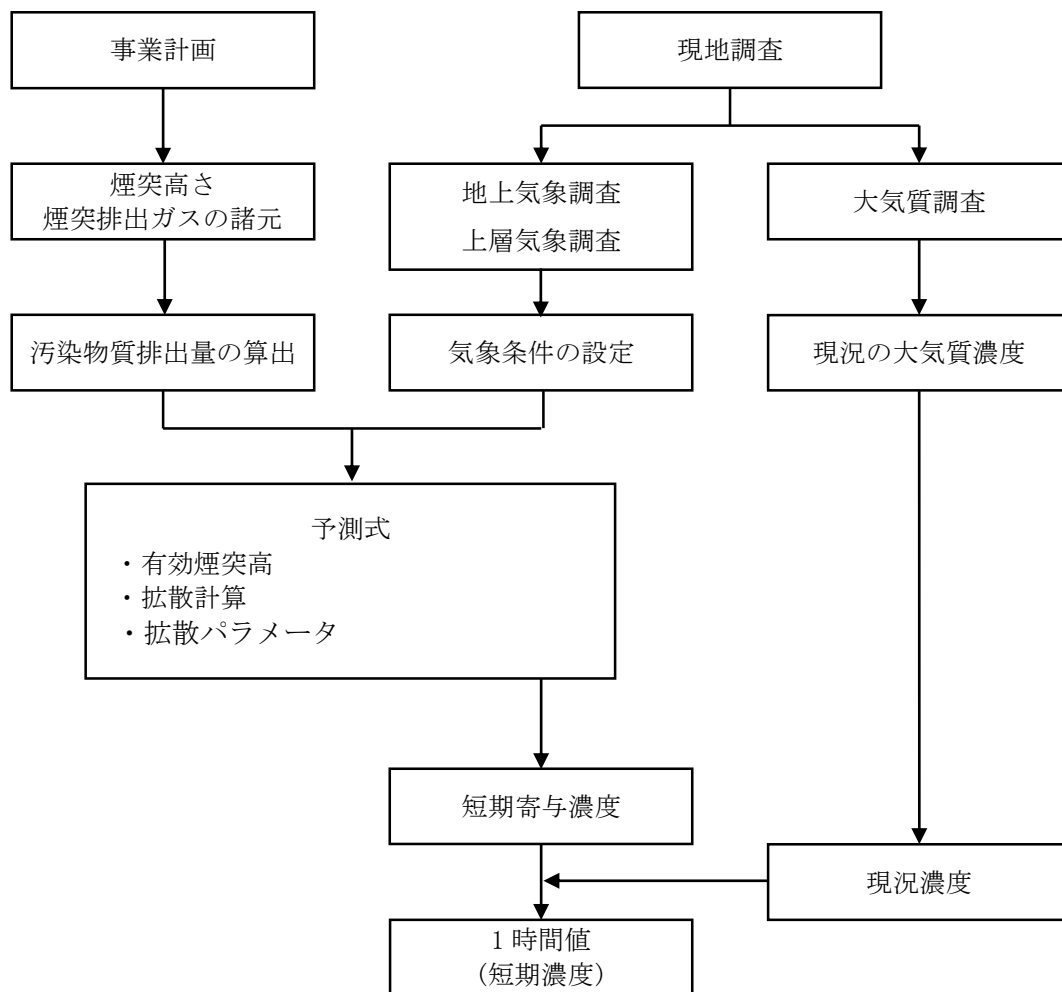 事業計画
現地調査
煙突高さ
煙突排出ガスの諸元
地上気象調査
上層気象調査
大気質調査
汚染物質排出量の算出
気象条件の設定
現況の大気質濃度
予測式
・有効煙突高
・拡散計算
・拡散パラメータ
短期寄与濃度
現況濃度
1 時間値
(短期濃度)